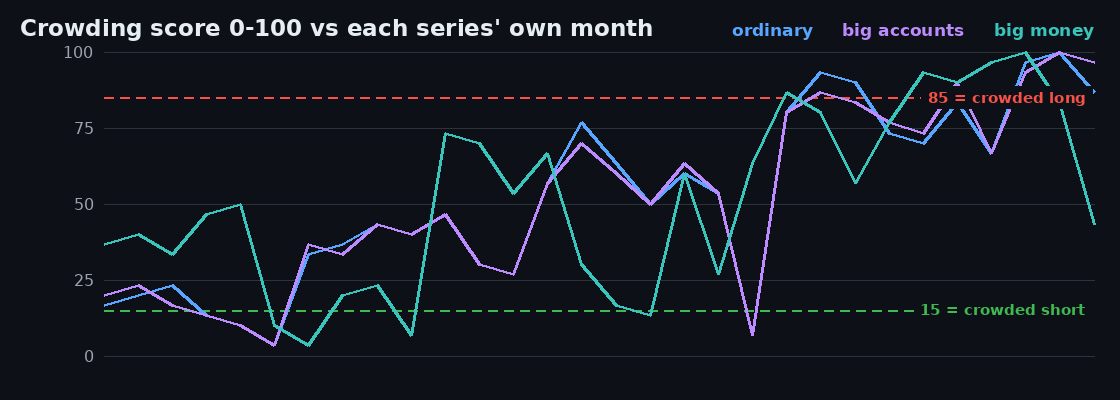 Crowding score 0-100 vs each series' own month
ordinary big accounts big money
100
85 = crowded long
75
50
25
15 = crowded short
0